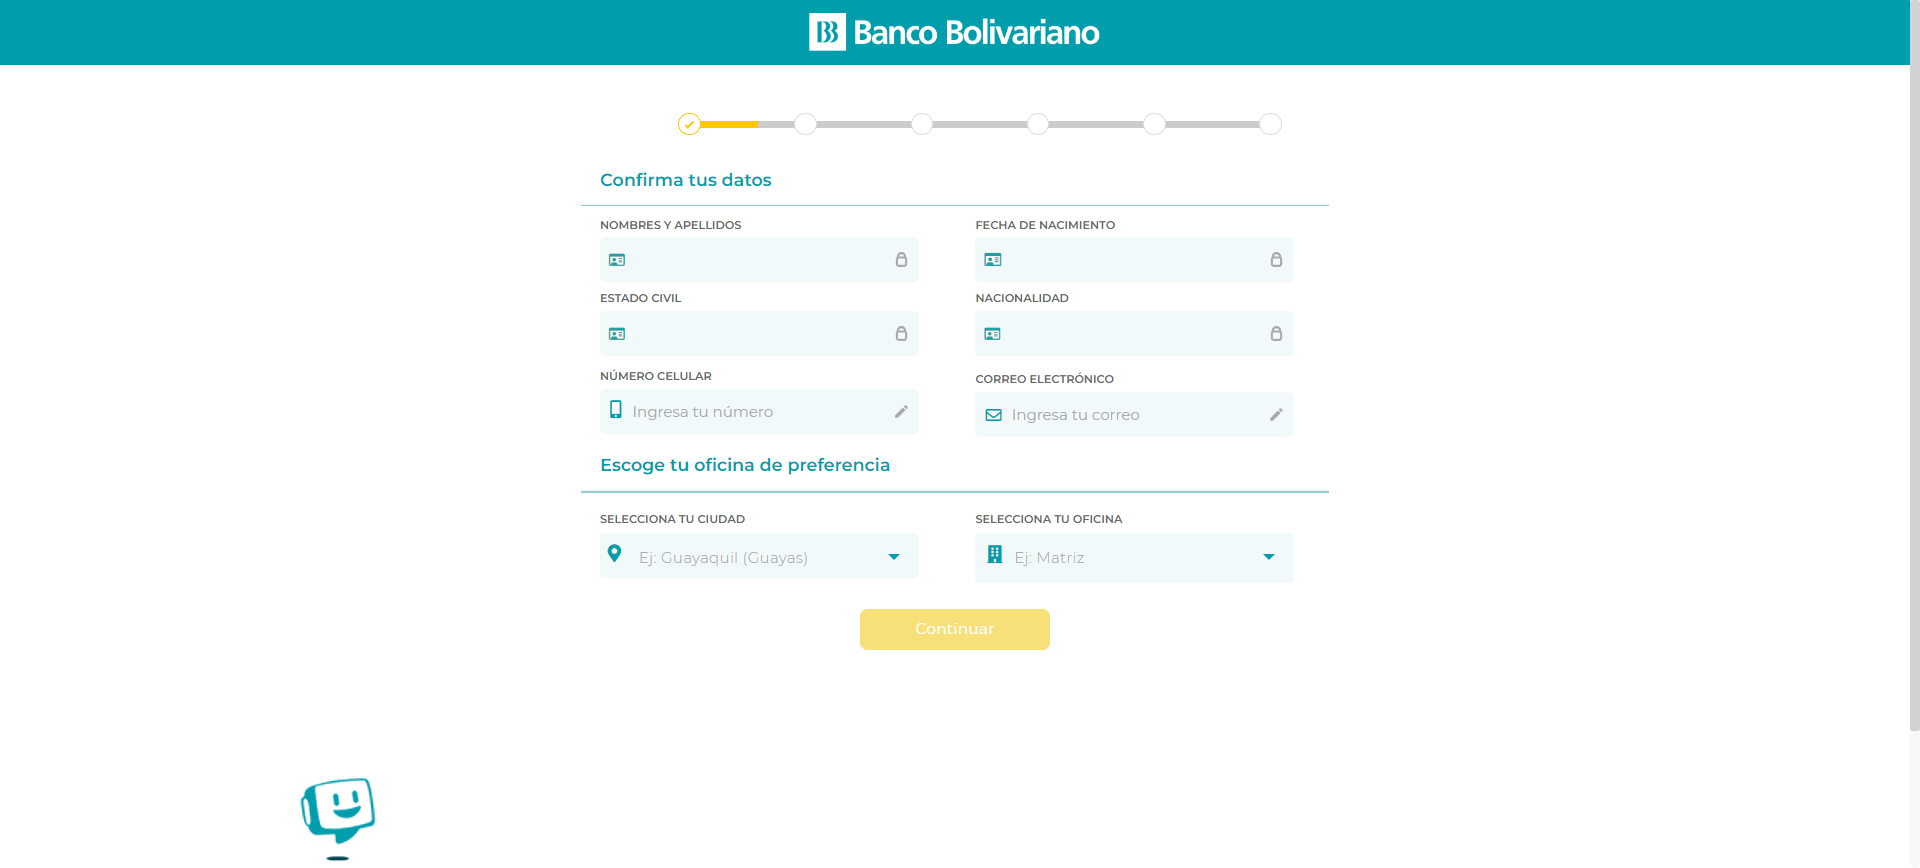 Banco Bolivariano
Confirma tus datos
NOMBRES Y APELLIDOS
FECHA DE NACIMIENTO
ESTADO CIVIL
NACIONALIDAD
NÚMERO CELULAR
CORREO ELECTRÓNICO
Ingresa tu número
Ingresa tu correo
Escoge tu oficina de preferencia
SELECCIONA TU CIUDAD
SELECCIONA TU OFICINA
Ej: Guayaquil (Guayas)
Ej: Matriz
Continuar